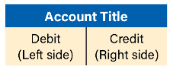 Account Title
Debit Credit
(Left side) (Right side)